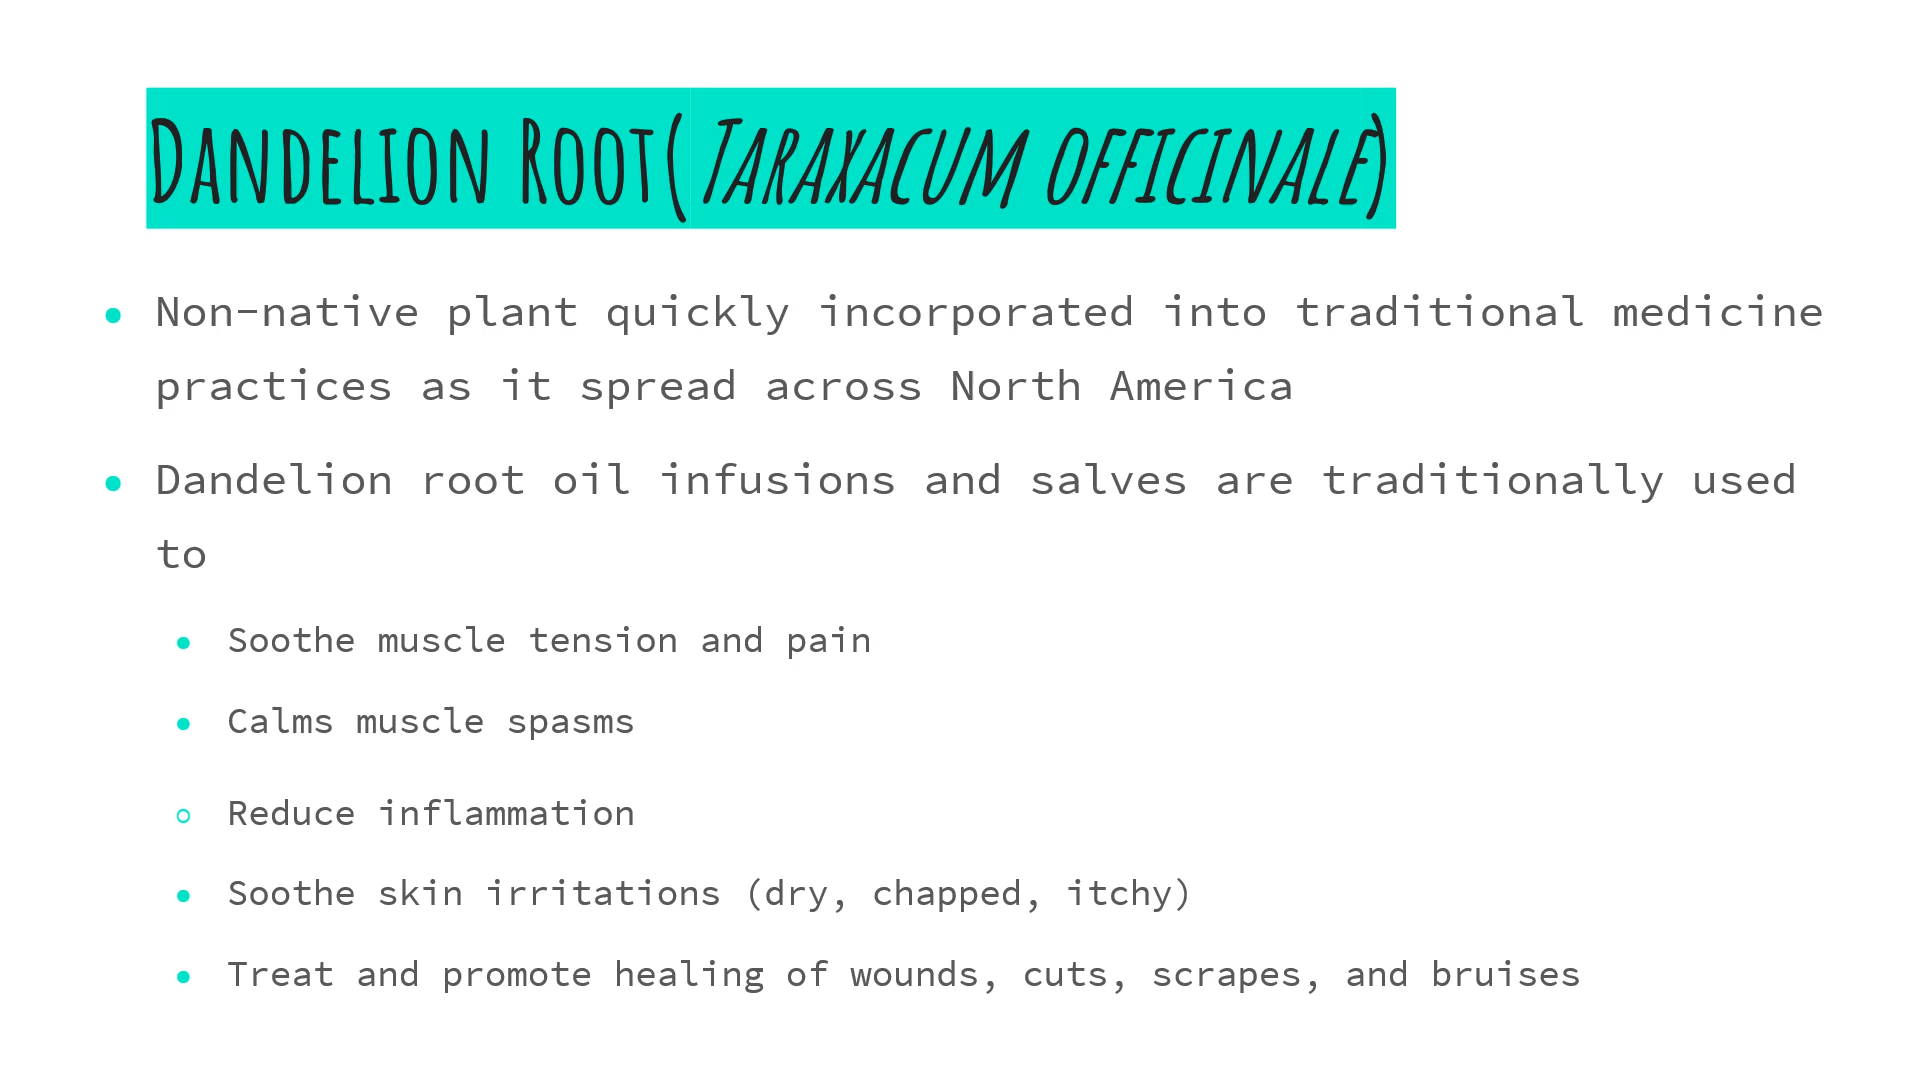 Dandelion Root( Taraxacum officinale)
● Non-native plant quickly incorporated into traditional medicine
practices as it spread across North America
● Dandelion root oil infusions and salves are traditionally used
to
● Soothe muscle tension and pain
● Calms muscle spasms
○ Reduce inflammation
● Soothe skin irritations (dry, chapped, itchy)
● Treat and promote healing of wounds, cuts, scrapes, and bruises